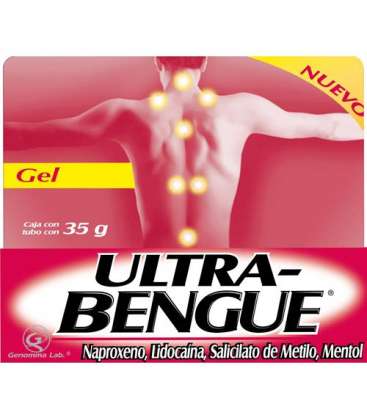 NUEVO
Gel
Caja con
tubo con 35 g
ULTRA-
BENGUE®
Naproxeno, Lidocaína, Salicilato de Metilo, Mentol
Genomma Lab.®